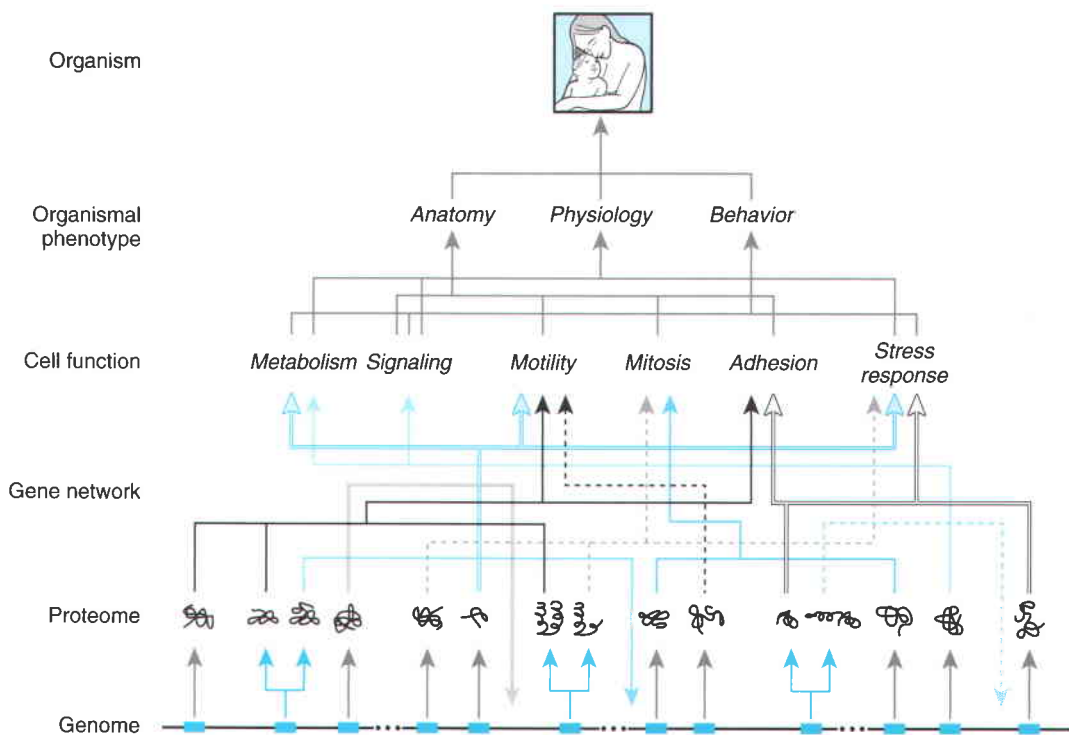 Organism
Organismal
phenotype
Anatomy Physiology Behavior
Cell function
Metabolism Signaling Motility Mitosis Adhesion Stress
response
Gene network
Proteome
Genome